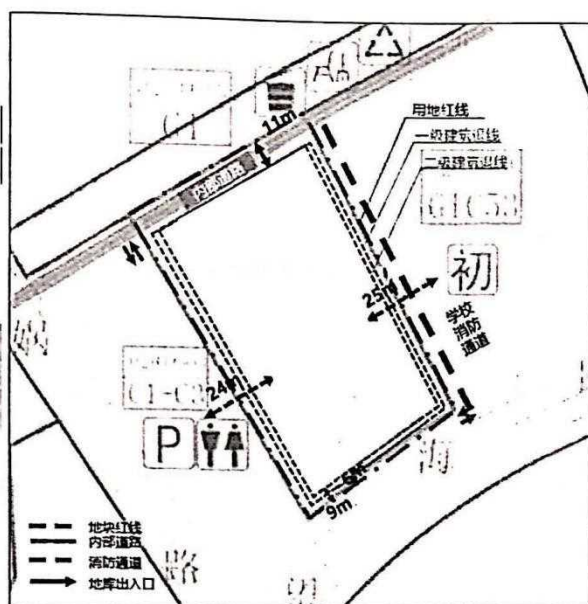 11m
用地红线
一级建筑退线
二级建筑退线
内部道路
初
25m
学校
消防
通道
24m
C1-C2
P
海
6M
9m
路
地块红线
内部道路
消防通道
地库出入口